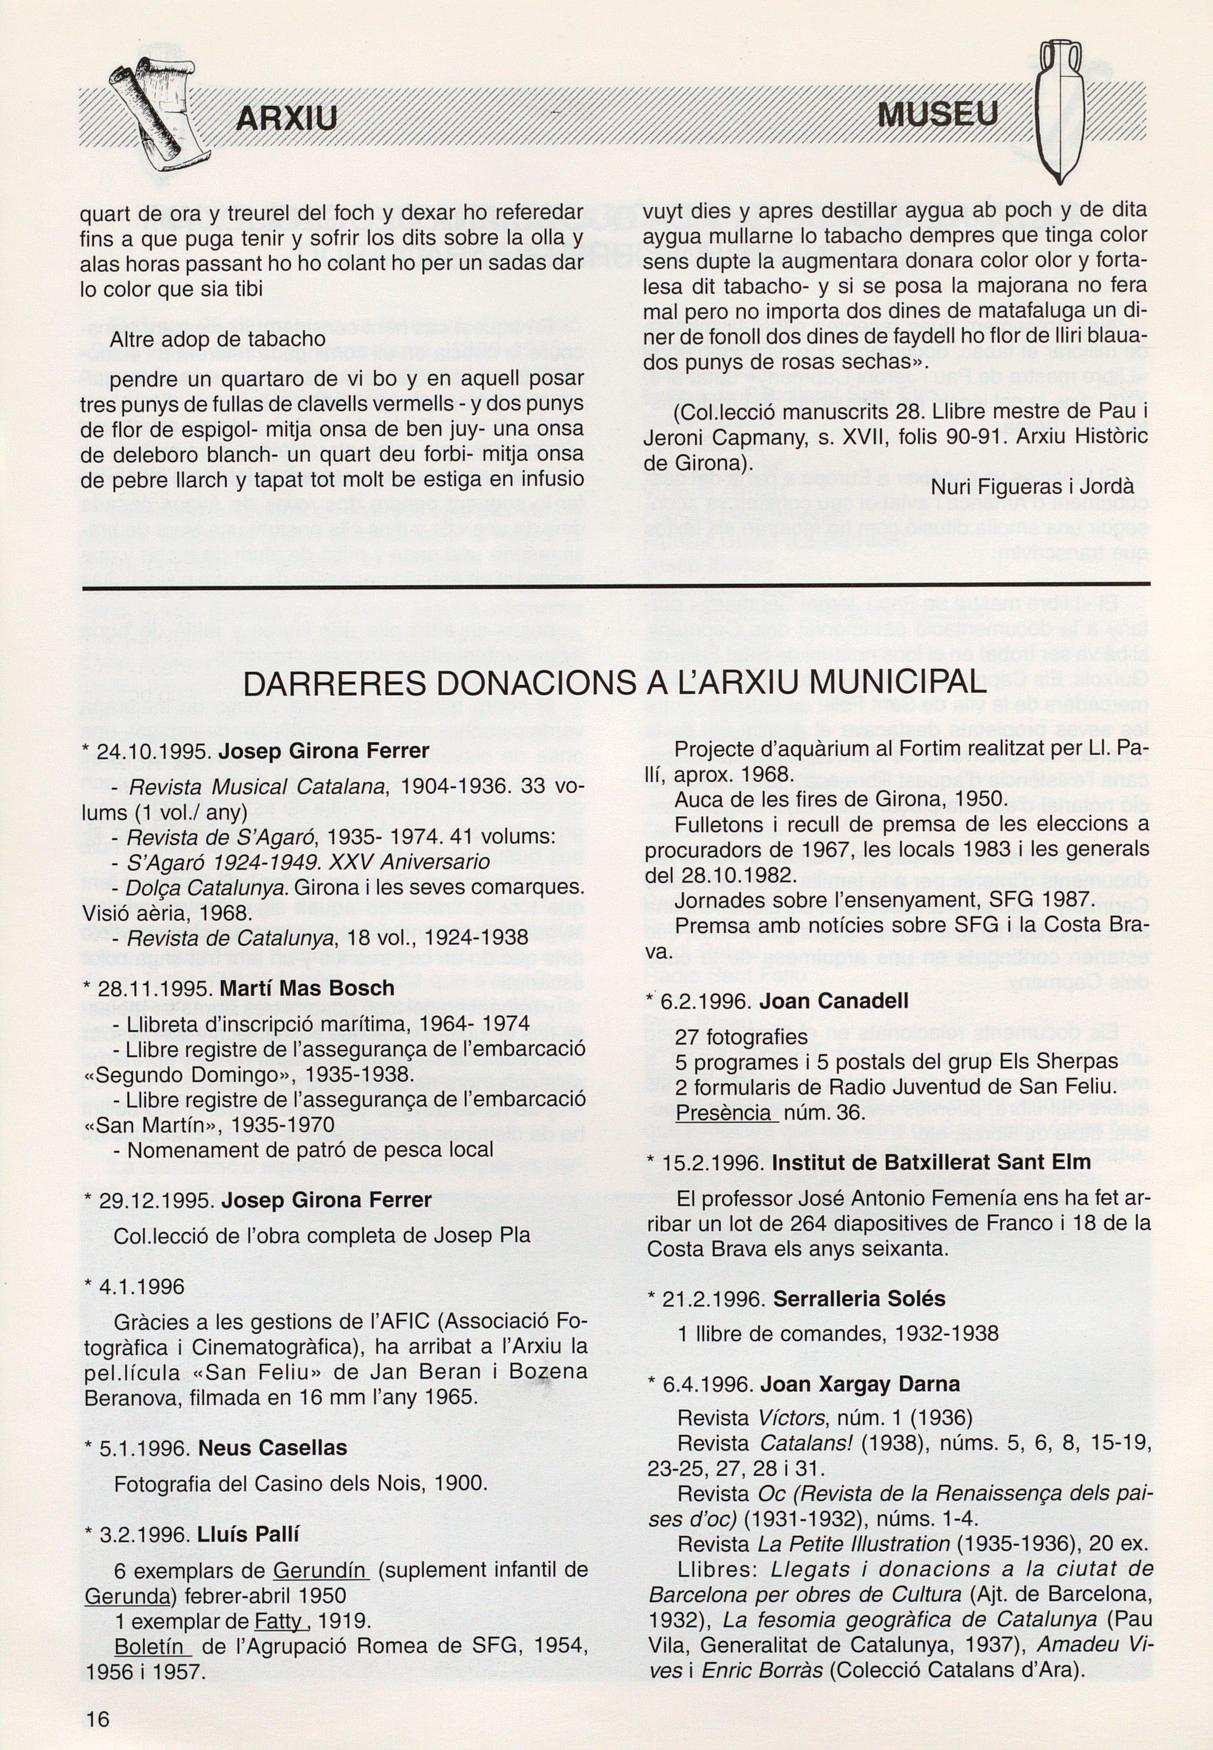 ARXIU
MUSEU
quart de ora y treurel del foch y dexar ho referedar
fins a que puga tenir y sofrir los dits sobre la olla y
alas horas passant ho ho colant ho per un sadas dar
lo color que sia tibi
Altre adop de tabacho
pendre un quartaro de vi bo y en aquell posar
tres punys de fullas de clavells vermells - y dos punys
de flor de espigol- mitja onsa de ben juy- una onsa
de deleboro blanch- un quart deu forbi- mitja onsa
de pebre llarch y tapat tot molt be estiga en infusio
vuyt dies y apres destillar aygua ab poch y de dita
aygua mullarne lo tabacho dempres que tinga color
sens dupte la augmentara donara color olor y forta-
lesa dit tabacho- y si se posa la majorana no fera
mal pero no importa dos dines de matafaluga un di-
ner de fonoll dos dines de faydell ho flor de lliri blaua-
dos punys de rosas sechas».
(Col.lecció manuscrits 28. Llibre mestre de Pau i
Jeroni Capmany, s. XVII, folis 90-91. Arxiu Històric
de Girona).
Nuri Figueras i Jordà
DARRERES DONACIONS A L'ARXIU MUNICIPAL
* 24.10.1995. Josep Girona Ferrer
- Revista Musical Catalana, 1904-1936. 33 vo-
lums (1 vol./ any)
- Revista de S'Agaró, 1935- 1974. 41 volums:
- S'Agaró 1924-1949. XXV Aniversario
- Dolça Catalunya. Girona i les seves comarques.
Visió aèria, 1968.
- Revista de Catalunya, 18 vol., 1924-1938
* 28.11.1995. Martí Mas Bosch
- Llibreta d'inscripció marítima, 1964- 1974
- Llibre registre de l'assegurança de l'embarcació
«Segundo Domingo», 1935-1938.
- Llibre registre de l'assegurança de l'embarcació
«San Martín», 1935-1970
- Nomenament de patró de pesca local
* 29.12.1995. Josep Girona Ferrer
Col.lecció de l'obra completa de Josep Pla
* 4.1.1996
Gràcies a les gestions de l'AFIC (Associació Fo-
togràfica i Cinematogràfica), ha arribat a l'Arxiu la
pel.lícula «San Feliu» de Jan Beran i Bozena
Beranova, filmada en 16 mm l'any 1965.
* 5.1.1996. Neus Casellas
Fotografia del Casino dels Nois, 1900.
* 3.2.1996. Lluís Pallí
6 exemplars de Gerundín (suplement infantil de
Gerunda) febrer-abril 1950
1 exemplar de Fatty, 1919.
Boletín de l'Agrupació Romea de SFG, 1954,
1956 i 1957.
Projecte d'aquàrium al Fortim realitzat per Ll. Pa-
llí, aprox. 1968.
Auca de les fires de Girona, 1950.
Fulletons i recull de premsa de les eleccions a
procuradors de 1967, les locals 1983 i les generals
del 28.10.1982.
Jornades sobre l'ensenyament, SFG 1987.
Premsa amb notícies sobre SFG i la Costa Bra-
va.
* 6.2.1996. Joan Canadell
27 fotografies
5 programes i 5 postals del grup Els Sherpas
2 formularis de Radio Juventud de San Feliu.
Presència núm. 36.
* 15.2.1996. Institut de Batxillerat Sant Elm
El professor José Antonio Femenía ens ha fet ar-
ribar un lot de 264 diapositives de Franco i 18 de la
Costa Brava els anys seixanta.
* 21.2.1996. Serralleria Solés
1 llibre de comandes, 1932-1938
* 6.4.1996. Joan Xargay Darna
Revista Víctors, núm. 1 (1936)
Revista Catalans! (1938), núms. 5, 6, 8, 15-19,
23-25, 27, 28 i 31.
Revista Oc (Revista de la Renaissença dels pai-
ses d'oc) (1931-1932), núms. 1-4.
Revista La Petite Illustration (1935-1936), 20 ex.
Llibres: Llegats i donacions a la ciutat de
Barcelona per obres de Cultura (Ajt. de Barcelona,
1932), La fesomia geogràfica de Catalunya (Pau
Vila, Generalitat de Catalunya, 1937), Amadeu Vi-
ves i Enric Borràs (Colecció Catalans d'Ara).
16